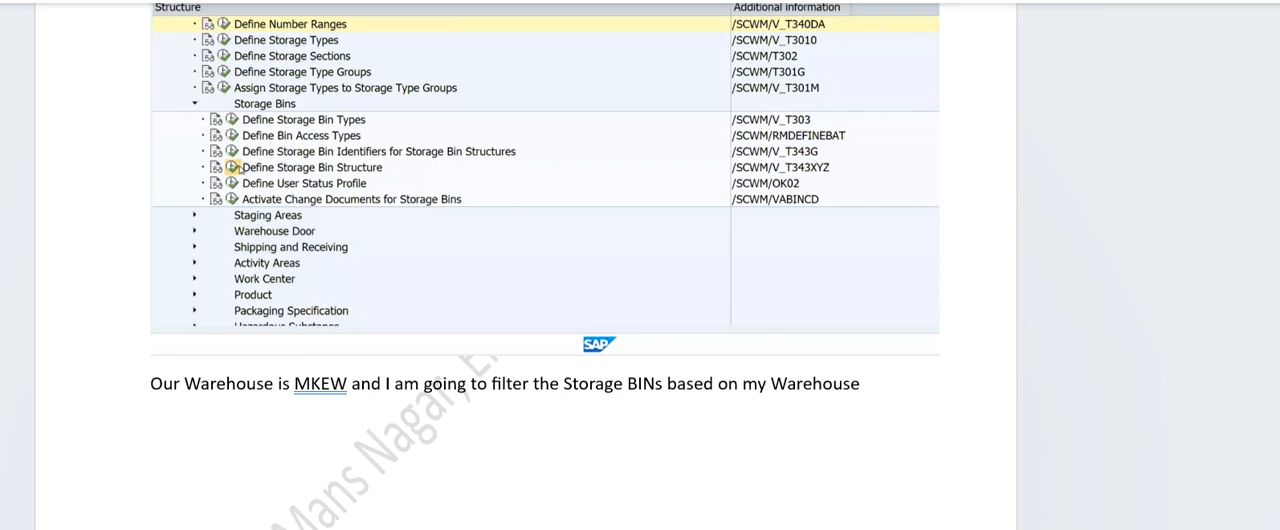 Structure Additional information
Define Number Ranges /SCWM/V_T340DA
Define Storage Types /SCWM/V_T3010
Define Storage Sections /SCWM/T302
Define Storage Type Groups /SCWM/T301G
Assign Storage Types to Storage Type Groups /SCWM/V_T301M
Storage Bins
Define Storage Bin Types /SCWM/V_T303
Define Bin Access Types /SCWM/RMDEFINEBAT
Define Storage Bin Identifiers for Storage Bin Structures /SCWM/V_T343G
Define Storage Bin Structure /SCWM/V_T343XYZ
Define User Status Profile /SCWM/OK02
Activate Change Documents for Storage Bins /SCWM/VABINCD
Staging Areas
Warehouse Door
Shipping and Receiving
Activity Areas
Work Center
Product
Packaging Specification
SAP
Our Warehouse is MKEW and I am going to filter the Storage BINs based on my Warehouse
Mans Nagar,